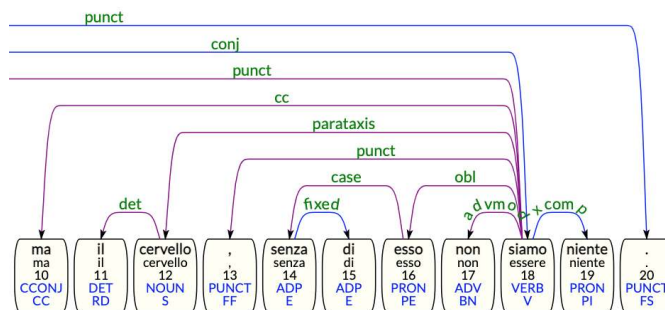 punct
conj
punct
cc
parataxis
punct
case obl
det fixed advmod xcomp
ma il cervello , senza di esso non siamo niente .
ma il cervello , senza di esso non essere niente .
10 11 12 13 14 15 16 17 18 19 20
CCONJ DET NOUN PUNCT ADP ADP PRON ADV VERB PRON PUNCT
CC RD S FF E E PE BN V PI FS